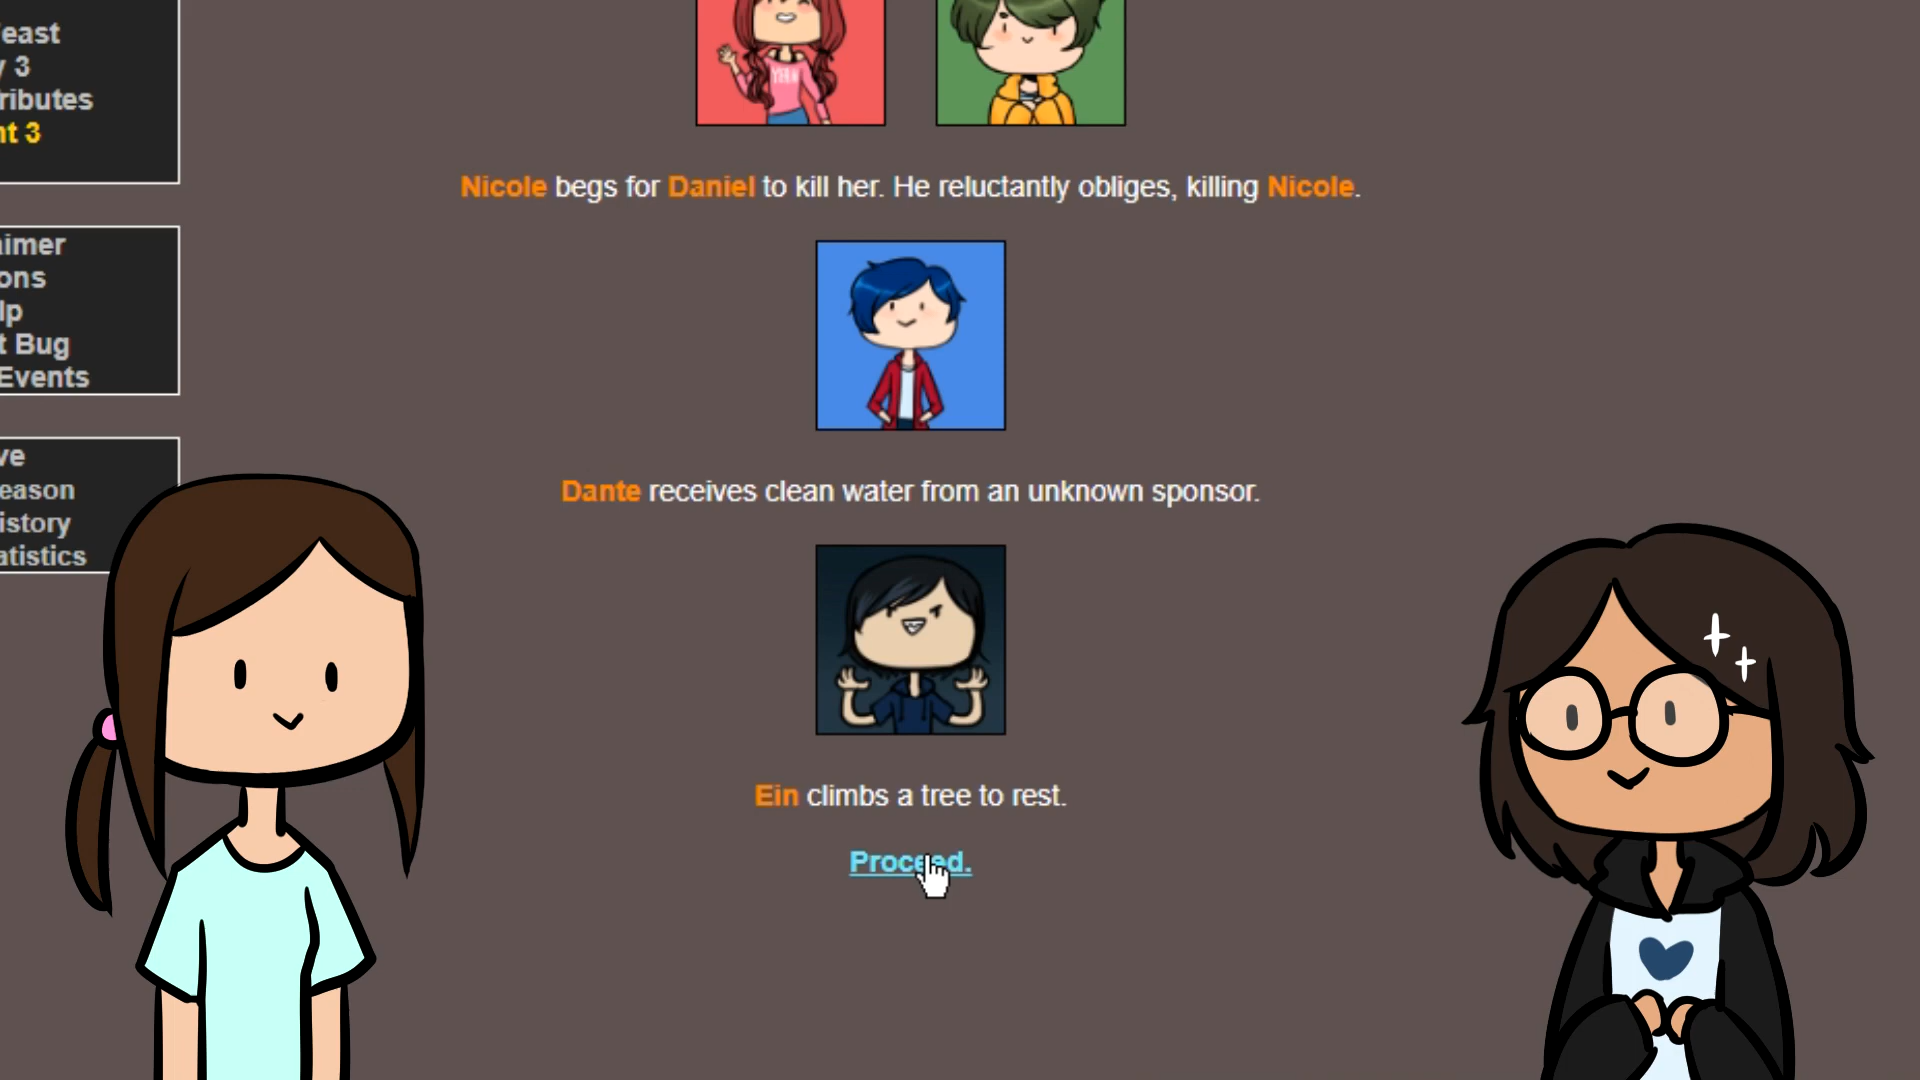 east
y 3
ributes
nt 3
YEAH
Nicole begs for Daniel to kill her. He reluctantly obliges, killing Nicole.
aimer
ons
lp
t Bug
Events
Dante receives clean water from an unknown sponsor.
ve
eason
istory
atistics
Ein climbs a tree to rest.
Proceed.